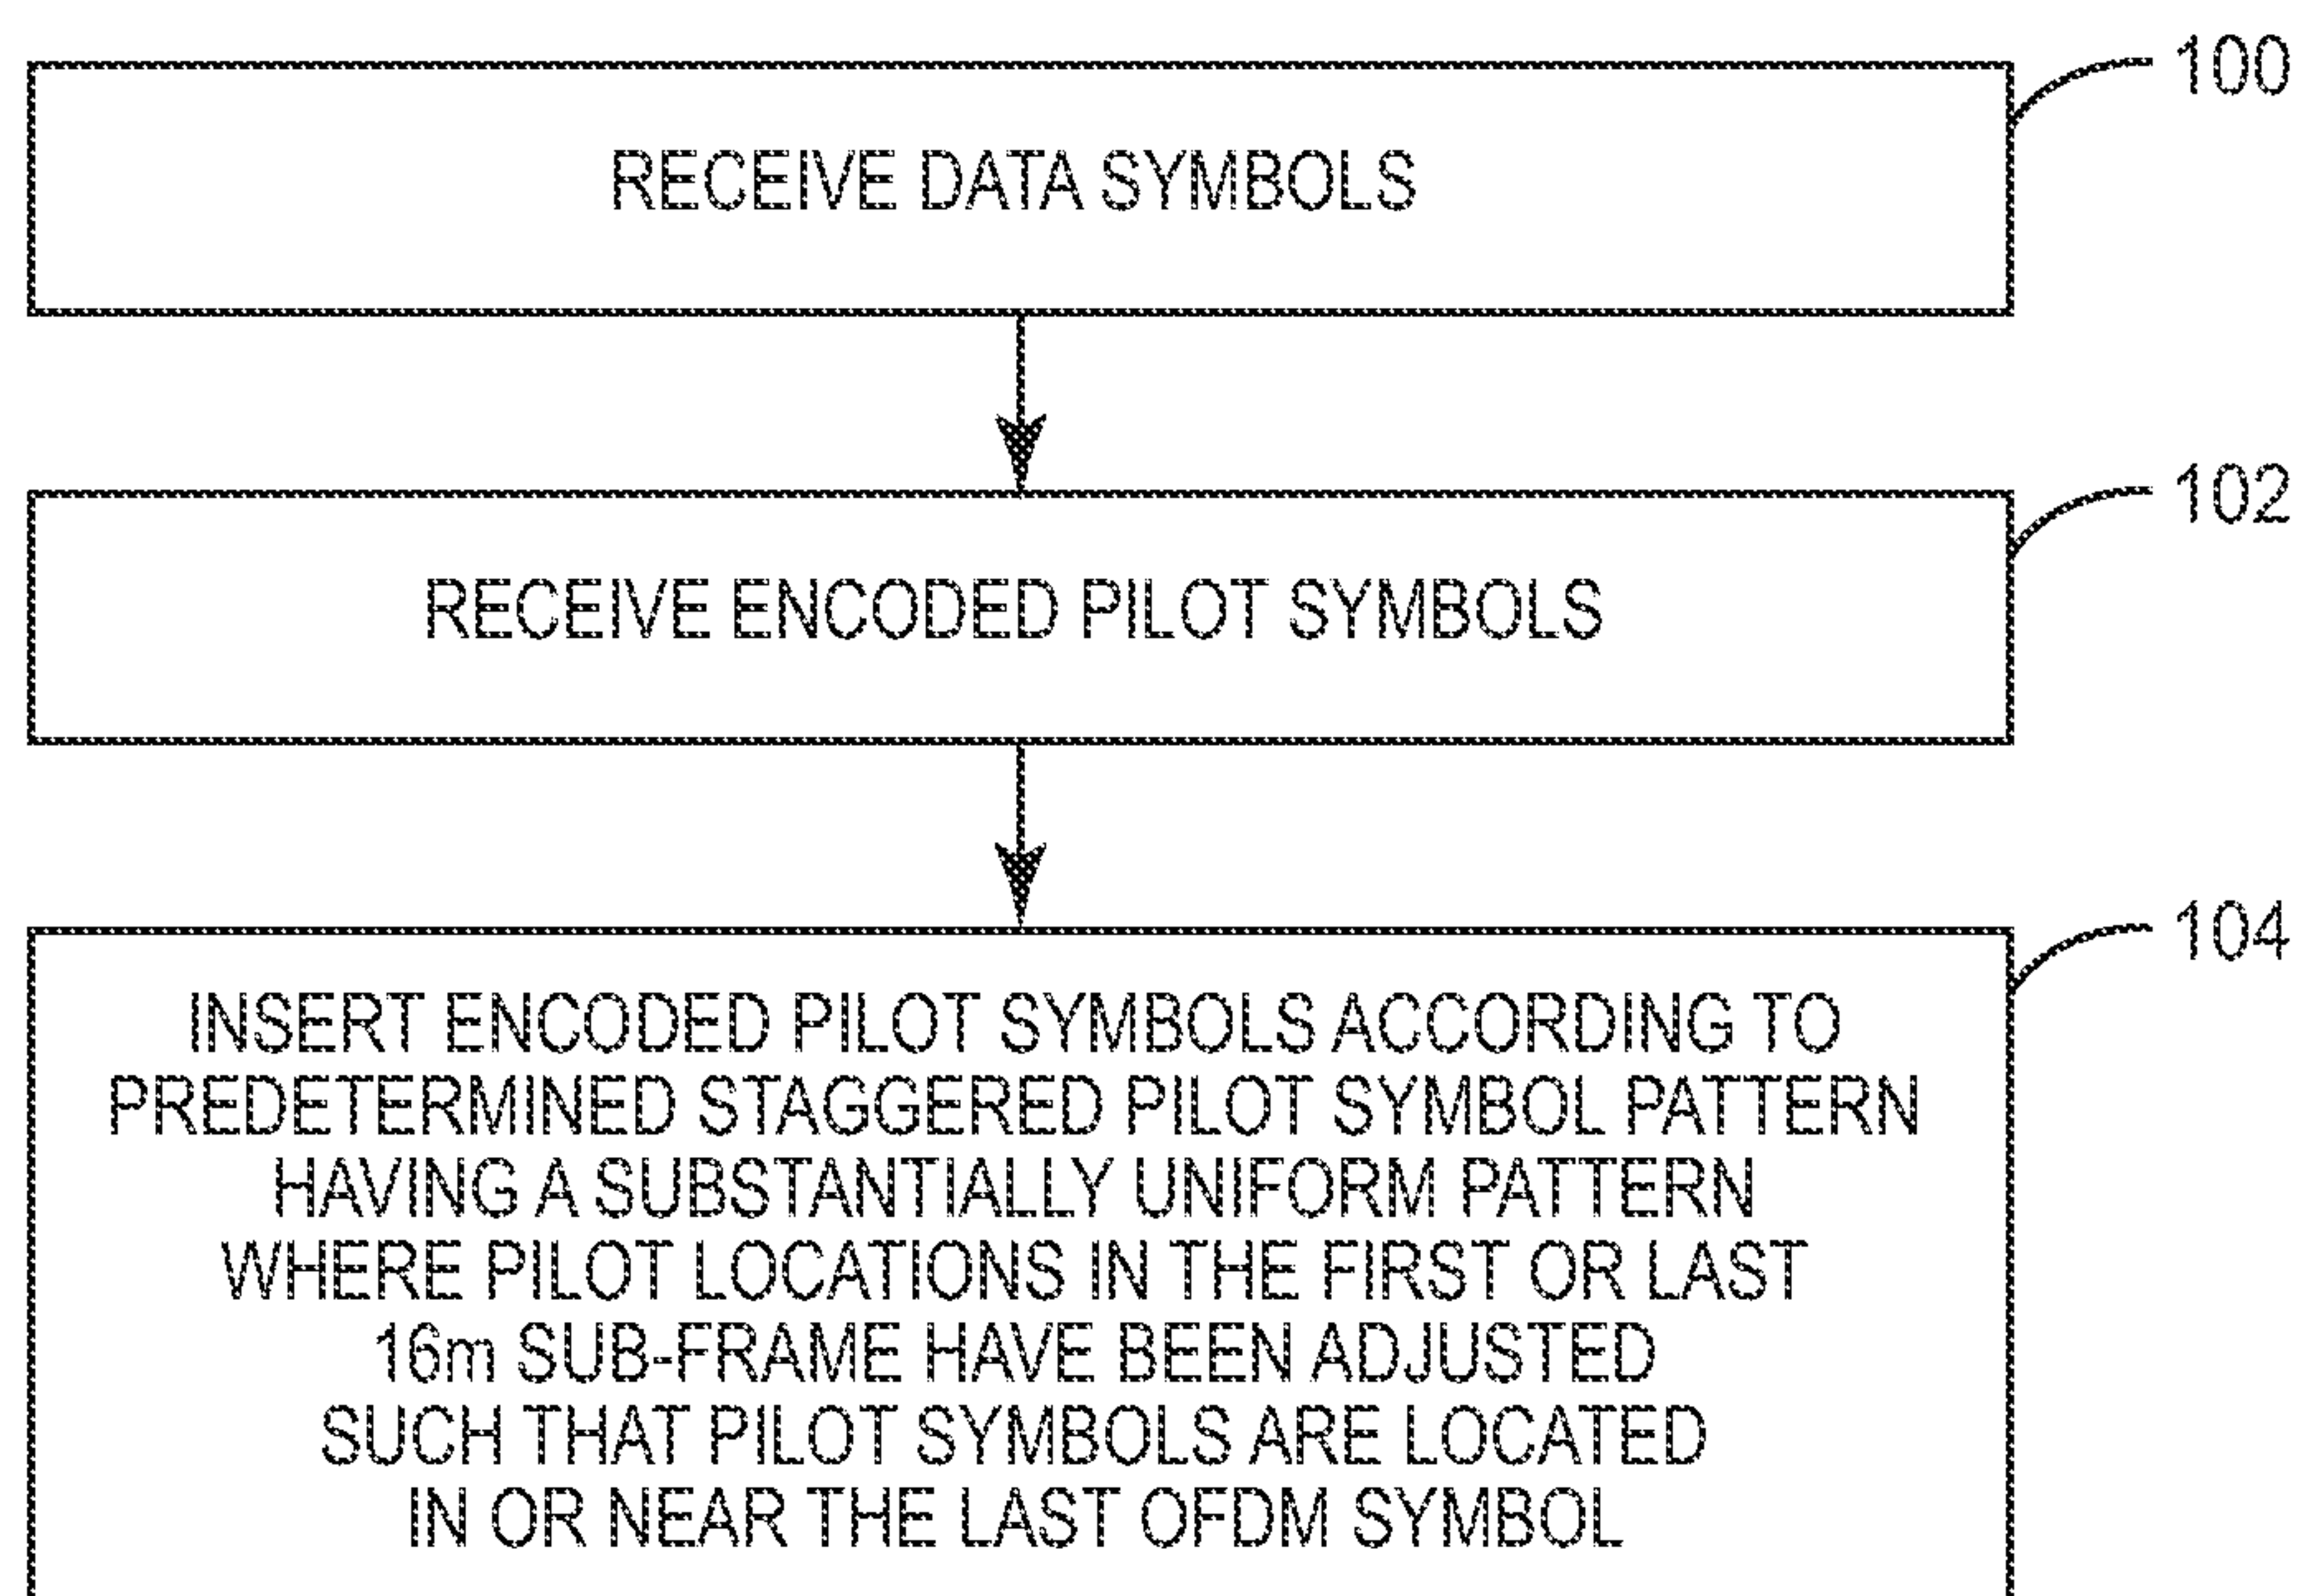 100
RECEIVE DATA SYMBOLS
102
RECEIVE ENCODED PILOT SYMBOLS
104
INSERT ENCODED PILOT SYMBOLS ACCORDING TO
PREDETERMINED STAGGERED PILOT SYMBOL PATTERN
HAVING A SUBSTANTIALLY UNIFORM PATTERN
WHERE PILOT LOCATIONS IN THE FIRST OR LAST
16m SUB-FRAME HAVE BEEN ADJUSTED
SUCH THAT PILOT SYMBOLS ARE LOCATED
IN OR NEAR THE LAST OFDM SYMBOL